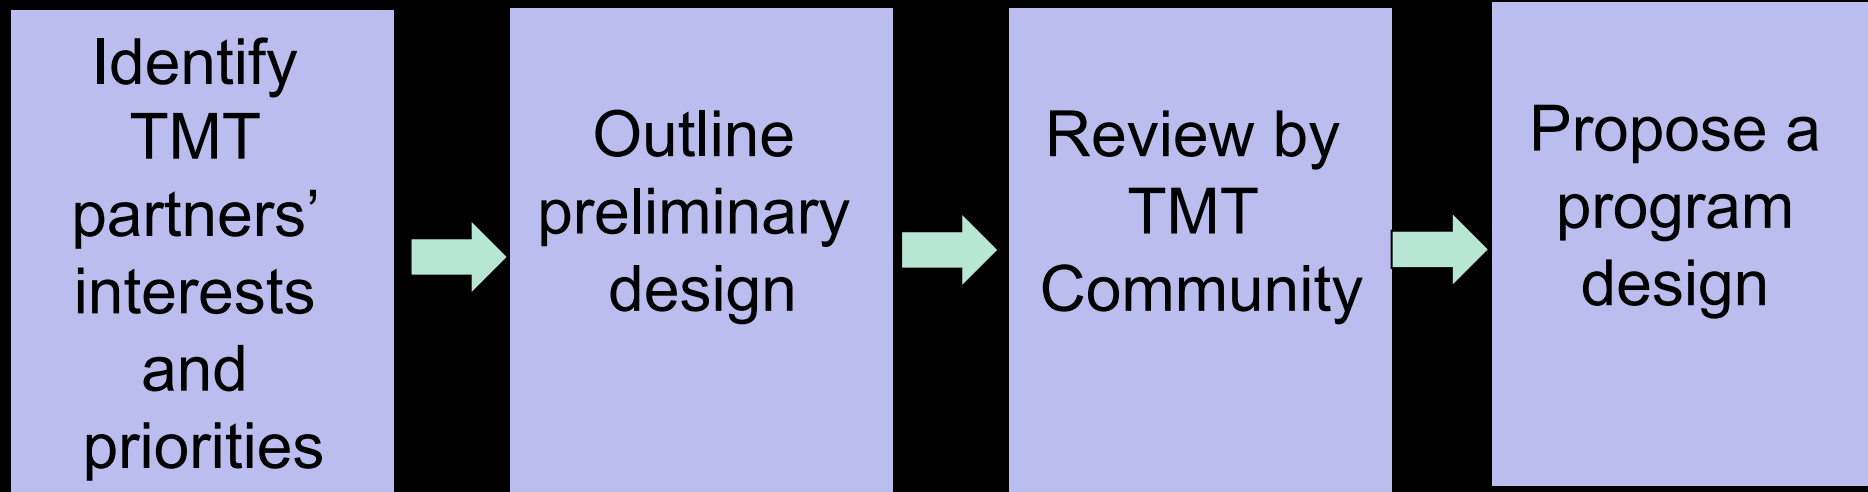 Identify
TMT
partners’
interests
and
priorities
Outline
preliminary
design
Review by
TMT
Community
Propose a
program
design